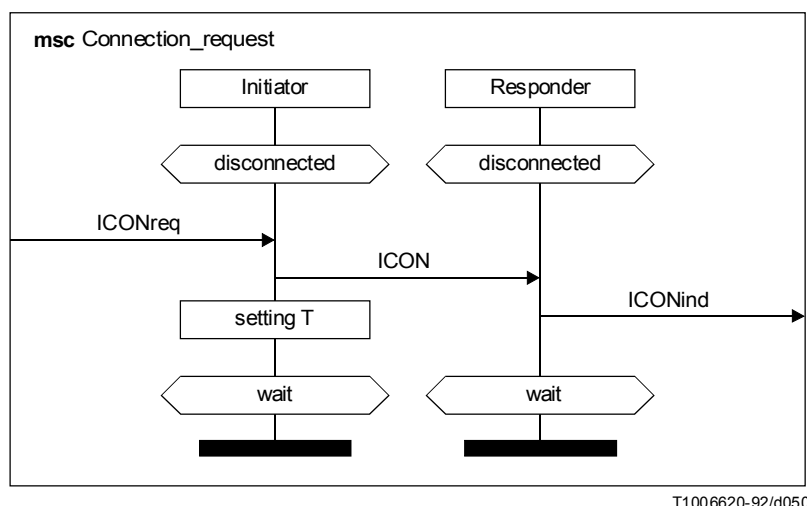 msc Connection_request
Initiator
Responder
disconnected
disconnected
ICONreq
ICON
ICONind
setting T
wait
wait
T1006620-92/d050